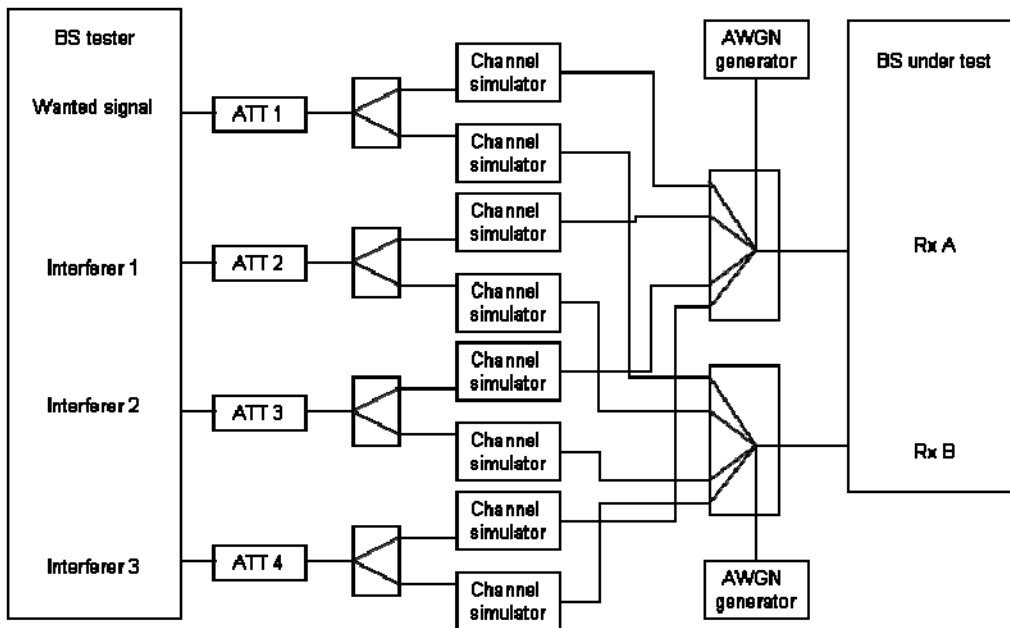 BS tester
Wanted signal
Interferer 1
Interferer 2
Interferer 3
ATT 1
ATT 2
ATT 3
ATT 4
Channel
simulator
Channel
simulator
Channel
simulator
Channel
simulator
Channel
simulator
Channel
simulator
Channel
simulator
Channel
simulator
AWGN
generator
AWGN
generator
BS under test
Rx A
Rx B